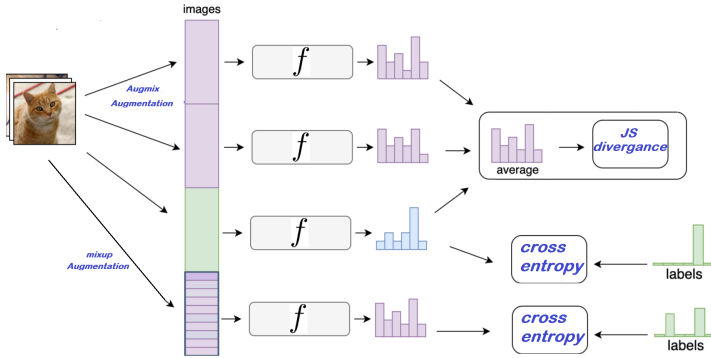 images
Augmix
Augmentation
mixup
Augmentation
f
f
f
f
average
JS
divergance
cross
entropy
labels
cross
entropy
labels